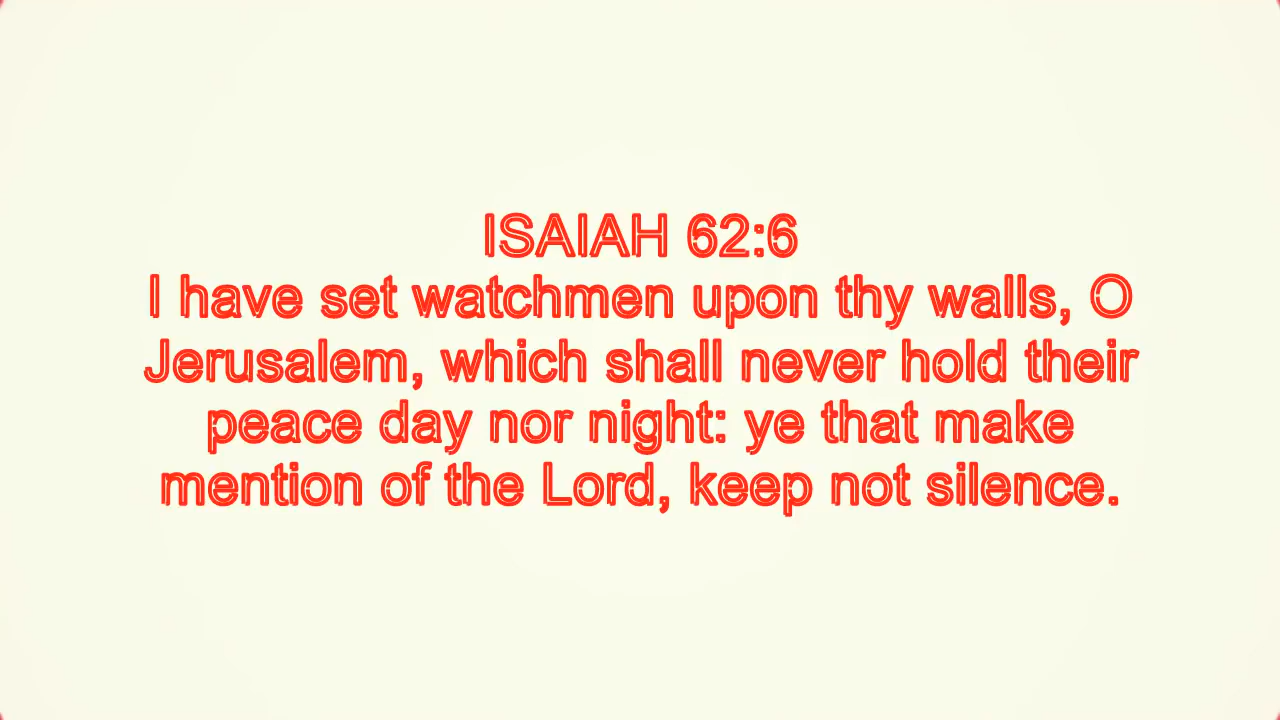 ISAIAH 62:6
I have set watchmen upon thy walls, O
Jerusalem, which shall never hold their
peace day nor night: ye that make
mention of the Lord, keep not silence.